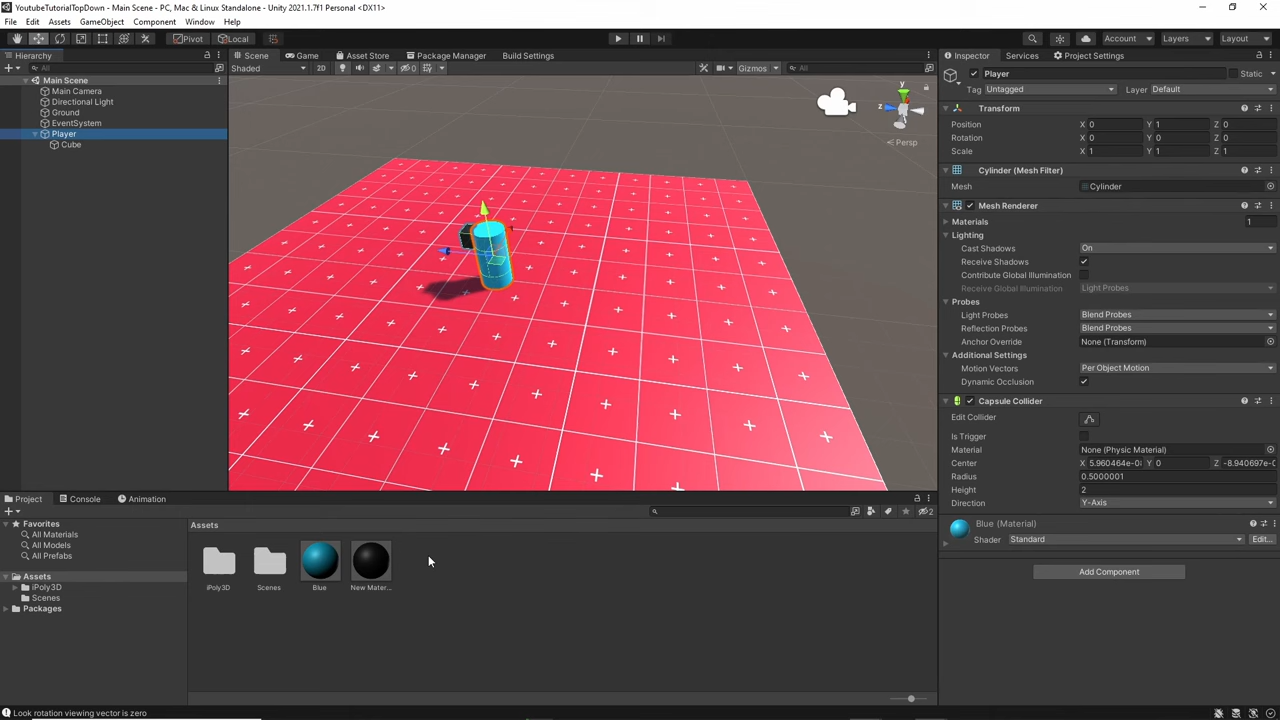 YoutubeTutorialTopDown - Main Scene - PC, Mac & Linux Standalone - Unity 2021.1.7f1 Personal <DX11>
File Edit Assets GameObject Component Window Help
Pivot Local
Account Layers Layout
Hierarchy
All
Main Scene
Main Camera
Directional Light
Ground
EventSystem
Player
Cube
Scene Game Asset Store Package Manager Build Settings
Shaded 2D 0 Gizmos All
y
z
Persp
Inspector Services Project Settings
Player Static
Tag Untagged Layer Default
Transform
Position X 0 Y 1 Z 0
Rotation X 0 Y 0 Z 0
Scale X 1 Y 1 Z 1
Cylinder (Mesh Filter)
Mesh Cylinder
Mesh Renderer
Materials 1
Lighting
Cast Shadows On
Receive Shadows
Contribute Global Illumination
Receive Global Illumination Light Probes
Probes
Light Probes Blend Probes
Reflection Probes Blend Probes
Anchor Override None (Transform)
Additional Settings
Motion Vectors Per Object Motion
Dynamic Occlusion
Capsule Collider
Edit Collider
Is Trigger
Material None (Physic Material)
Center X 5.960464e-0 Y 0 Z -8.940697e-0
Radius 0.5000001
Height 2
Direction Y-Axis
Blue (Material)
Shader Standard Edit...
Add Component
Project Console Animation
2
Favorites
All Materials
All Models
All Prefabs
Assets
iPoly3D
Scenes
Packages
Assets
iPoly3D Scenes Blue New Mater...
Look rotation viewing vector is zero